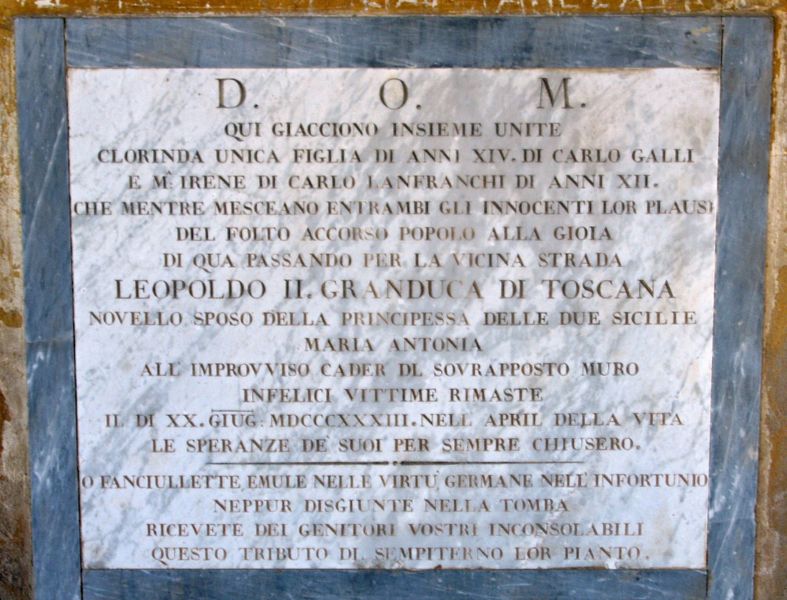 D. O. M.
QUI GIACCIONO INSIEME UNITE
CLORINDA UNICA FIGLIA DI ANNI XIV. DI CARLO GALLI
E M.ᴬ IRENE DI CARLO LANFRANCHI DI ANNI XII.
CHE MENTRE MESCEANO ENTRAMBI GLI INNOCENTI LOR PLAUSI
DEL FOLTO ACCORSO POPOLO ALLA GIOIA
DI QUA PASSANDO PER LA VICINA STRADA
LEOPOLDO II. GRANDUCA DI TOSCANA
NOVELLO SPOSO DELLA PRINCIPESSA DELLE DUE SICILIE
MARIA ANTONIA
ALL' IMPROVVISO CADER DL SOVRAPPOSTO MURO
INFELICI VITTIME RIMASTE
IL DI XX. GIUG: MDCCCXXXIII. NELL APRIL DELLA VITA
LE SPERANZE DE' SUOI PER SEMPRE CHIUSERO.
O FANCIULLETTE EMULE NELLE VIRTU' GERMANE NELL' INFORTUNIO
NEPPUR DISGIUNTE NELLA TOMBA
RICEVETE DEI GENITORI VOSTRI INCONSOLABILI
QUESTO TRIBUTO DL SEMPITERNO LOR PIANTO.